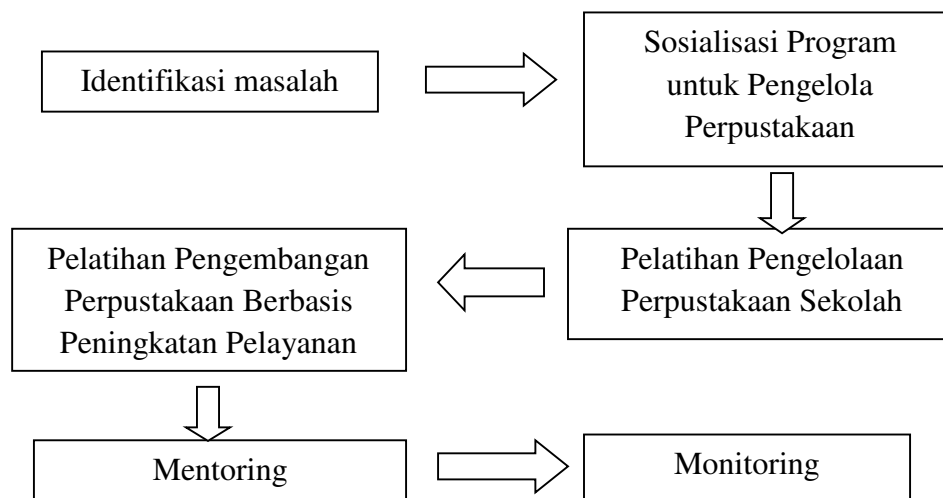 Identifikasi masalah
Sosialisasi Program
untuk Pengelola
Perpustakaan
Pelatihan Pengelolaan
Perpustakaan Sekolah
Pelatihan Pengembangan
Perpustakaan Berbasis
Peningkatan Pelayanan
Mentoring
Monitoring